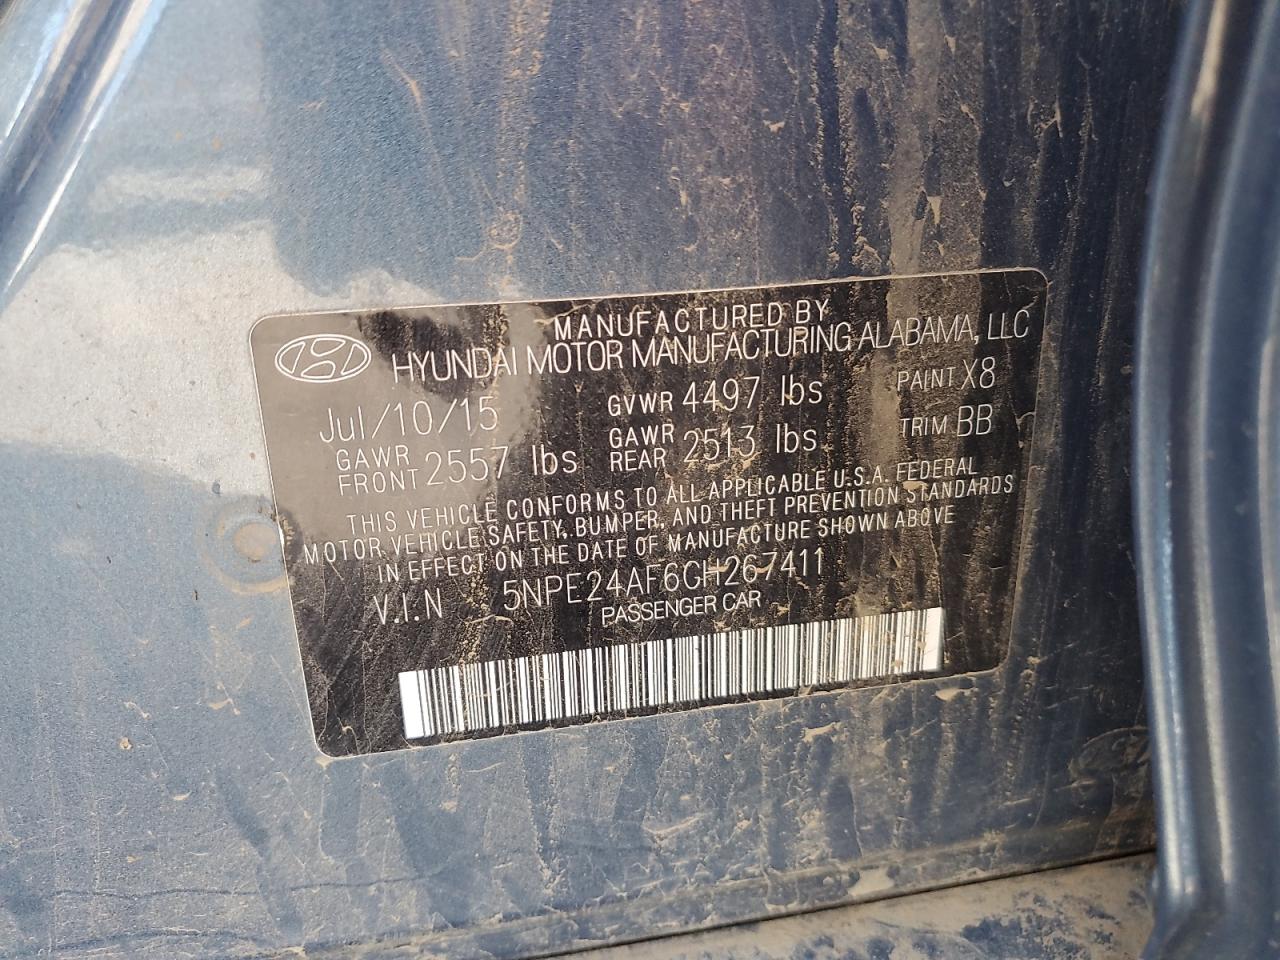 MANUFACTURED BY
HYUNDAI MOTOR MANUFACTURING ALABAMA, LLC
Jul/10/15 GVWR 4497 lbs PAINT X8
GAWR FRONT 2557 lbs GAWR REAR 2513 lbs TRIM BB
THIS VEHICLE CONFORMS TO ALL APPLICABLE U.S.A. FEDERAL
MOTOR VEHICLE SAFETY, BUMPER, AND THEFT PREVENTION STANDARDS
IN EFFECT ON THE DATE OF MANUFACTURE SHOWN ABOVE
V.I.N 5NPE24AF6GH267411
PASSENGER CAR